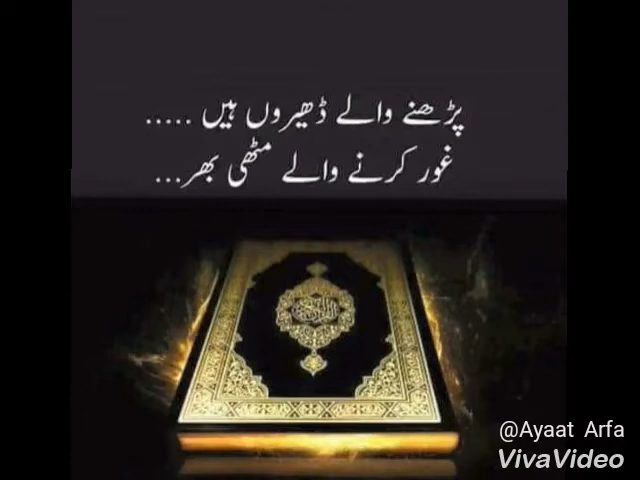 پڑھنے والے ڈھیروں ہیں .....
غور کرنے والے مٹھی بھر...
@Ayaat Arfa
VivaVideo